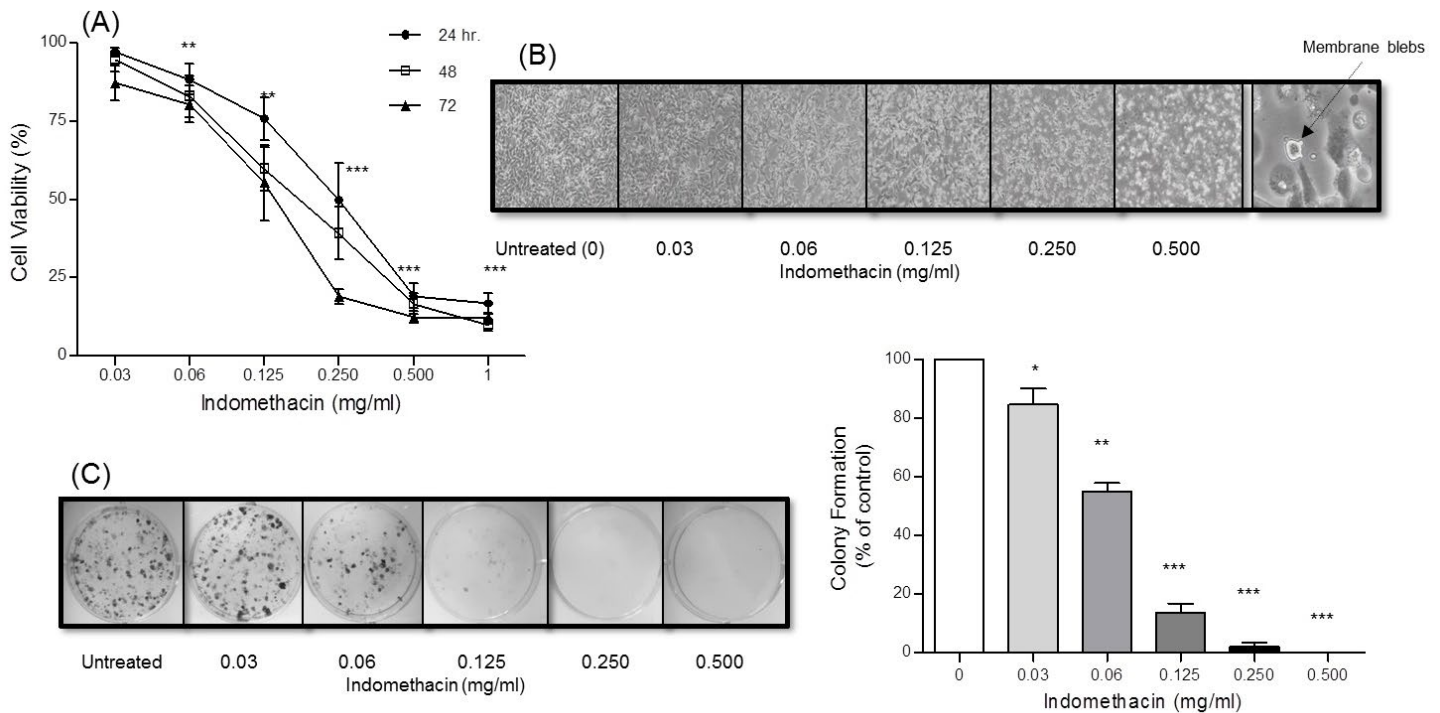 (A)
24 hr.
48
72
100
75
50
25
0
Cell Viability (%)
**
**
***
***
***
0.03 0.06 0.125 0.250 0.500 1
Indomethacin (mg/ml)
(B)
Membrane blebs
Untreated (0) 0.03 0.06 0.125 0.250 0.500
Indomethacin (mg/ml)
(C)
Untreated 0.03 0.06 0.125 0.250 0.500
Indomethacin (mg/ml)
100
80
60
40
20
0
Colony Formation
(% of control)
*
**
***
***
***
0 0.03 0.06 0.125 0.250 0.500
Indomethacin (mg/ml)